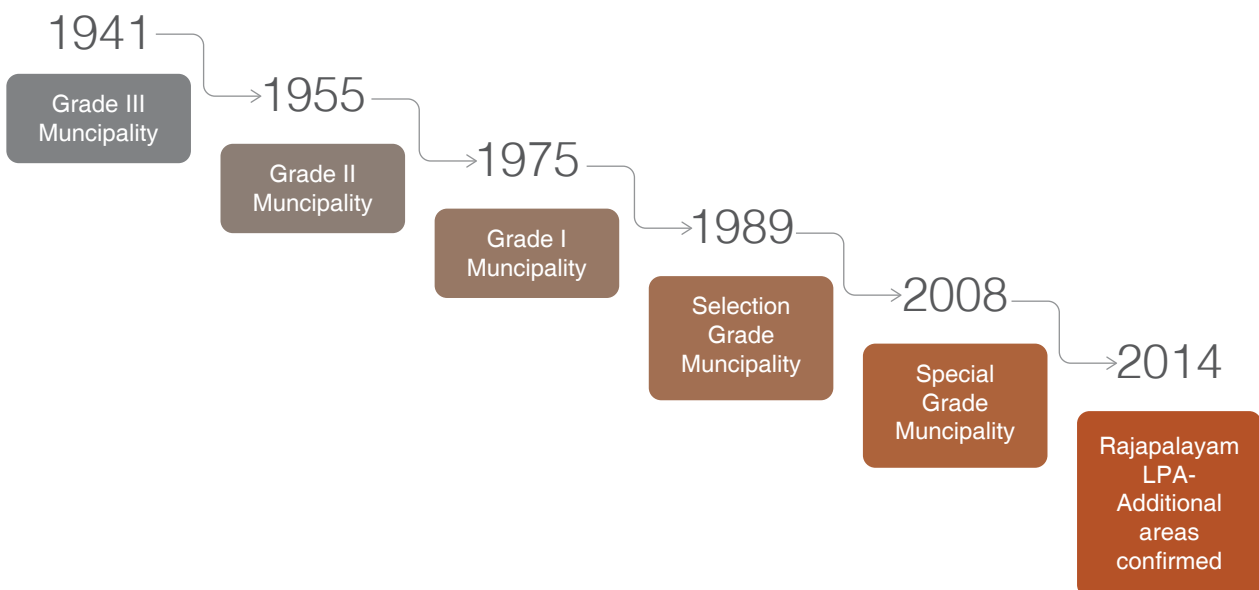 1941
Grade III
Muncipality
1955
Grade II
Muncipality
1975
Grade I
Muncipality
1989
Selection
Grade
Muncipality
2008
Special
Grade
Muncipality
2014
Rajapalayam
LPA-
Additional
areas
confirmed